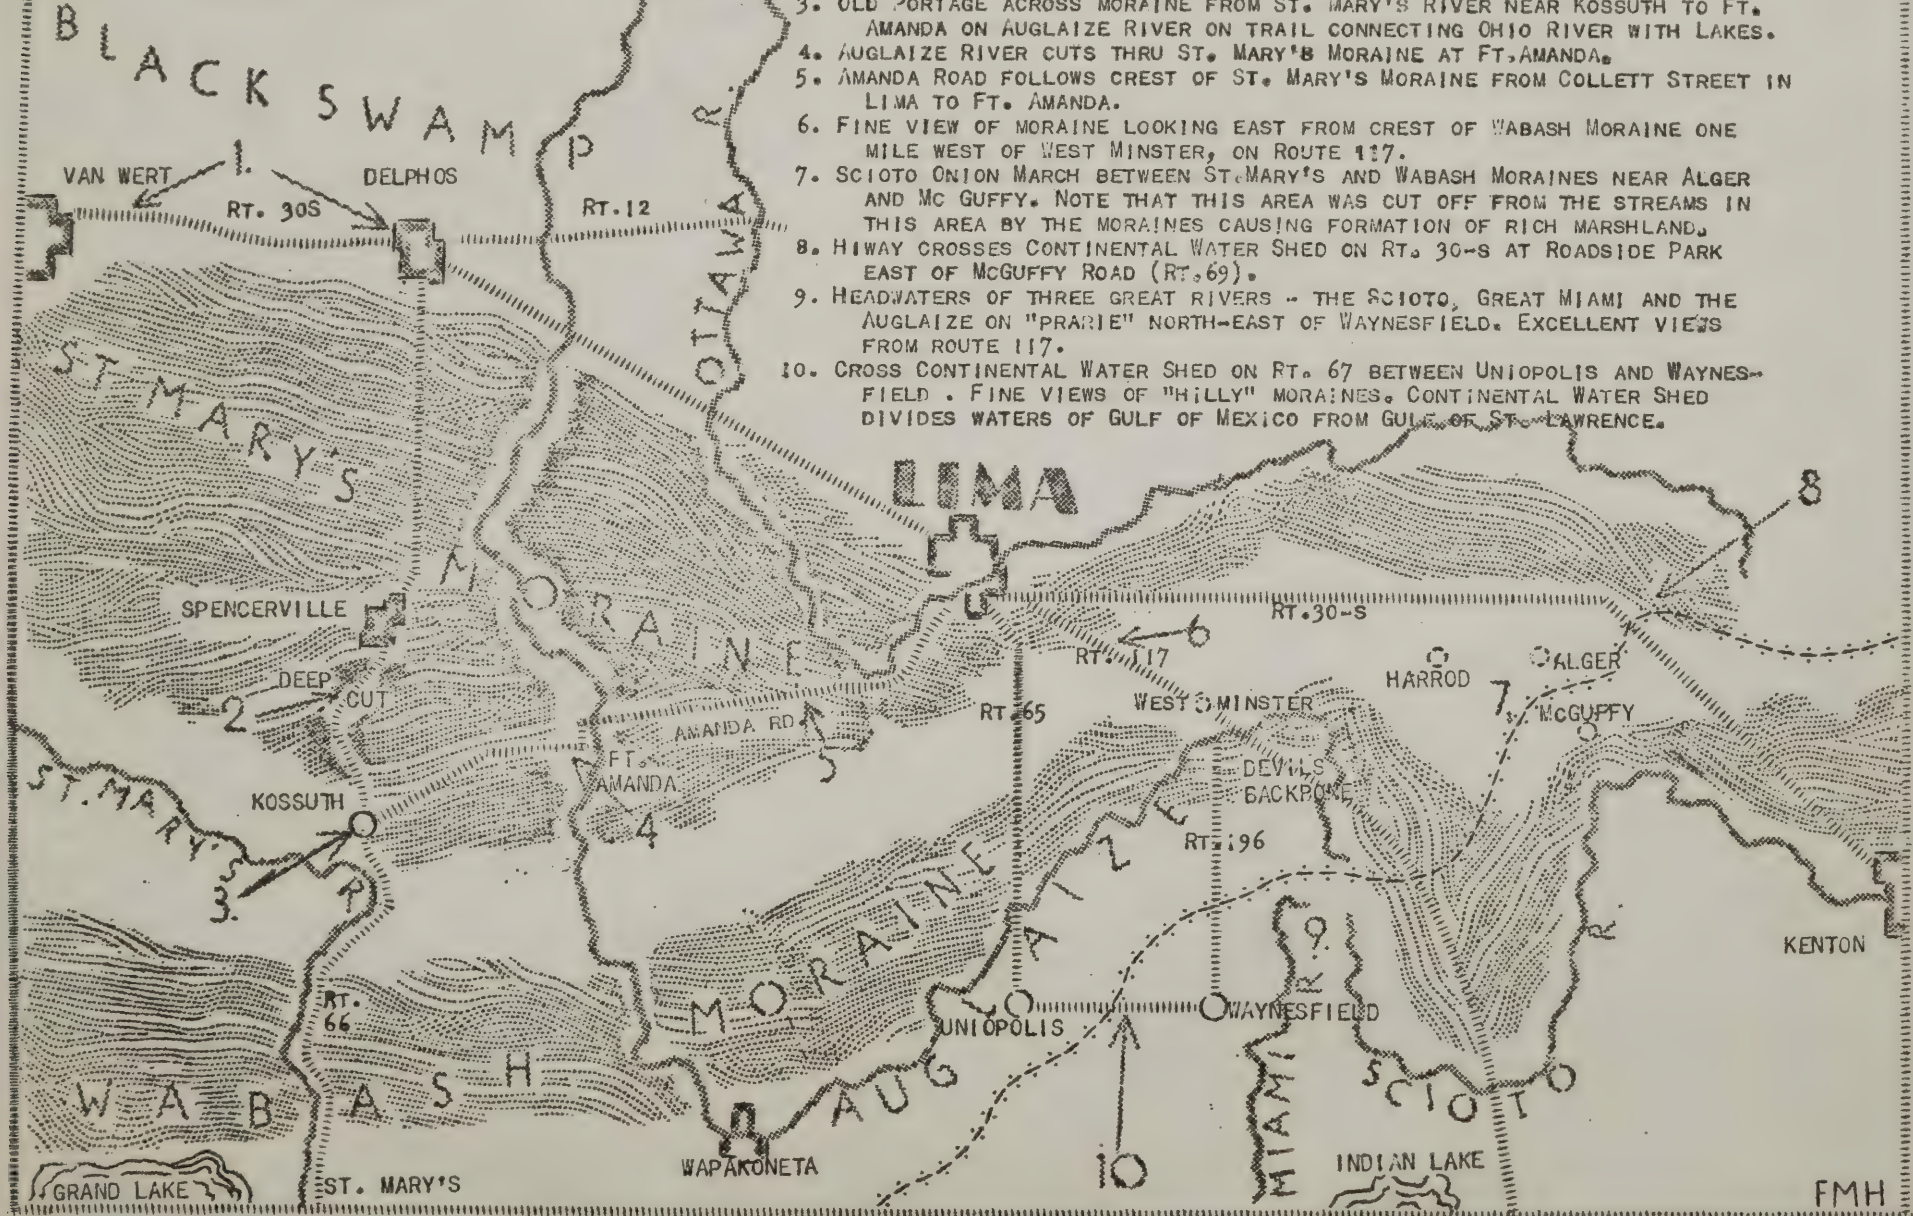 3. OLD PORTAGE ACROSS MORAINE FROM ST. MARY'S RIVER NEAR KOSSUTH TO FT.
AMANDA ON AUGLAIZE RIVER ON TRAIL CONNECTING OHIO RIVER WITH LAKES.
4. AUGLAIZE RIVER CUTS THRU ST. MARY'S MORAINE AT FT. AMANDA.
5. AMANDA ROAD FOLLOWS CREST OF ST. MARY'S MORAINE FROM COLLETT STREET IN
LIMA TO FT. AMANDA.
6. FINE VIEW OF MORAINE LOOKING EAST FROM CREST OF WABASH MORAINE ONE
MILE WEST OF WEST MINSTER, ON ROUTE 117.
7. SCIOTO ONION MARCH BETWEEN ST. MARY'S AND WABASH MORAINES NEAR ALGER
AND MC GUFFY. NOTE THAT THIS AREA WAS CUT OFF FROM THE STREAMS IN
THIS AREA BY THE MORAINES CAUSING FORMATION OF RICH MARSHLAND.
8. HIWAY CROSSES CONTINENTAL WATER SHED ON RT. 30-S AT ROADSIDE PARK
EAST OF MCGUFFY ROAD (RT.69).
9. HEADWATERS OF THREE GREAT RIVERS - THE SCIOTO, GREAT MIAMI AND THE
AUGLAIZE ON "PRARIE" NORTH-EAST OF WAYNESFIELD. EXCELLENT VIEWS
FROM ROUTE 117.
10. CROSS CONTINENTAL WATER SHED ON RT. 67 BETWEEN UNIOPOLIS AND WAYNES-
FIELD . FINE VIEWS OF "HILLY" MORAINES. CONTINENTAL WATER SHED
DIVIDES WATERS OF GULF OF MEXICO FROM GULF OF ST. LAWRENCE.
BLACK SWAMP
OTTAWA R.
1.
VAN WERT
DELPHOS
RT. 30S
RT. 12
ST MARY'S
MORAINE
LIMA
8
SPENCERVILLE
RT. 30-S
6
RT. 117
HARROD
ALGER
7
MCGUFFY
DEEP
CUT
2
WEST MINSTER
RT. 65
AMANDA RD.
5
FT.
AMANDA
4
DEVILS
BACKBONE
ST. MARY'S R
KOSSUTH
3.
RT. 196
KENTON
WABASH
MORAINE
AUGLAIZE
R
9.
RT.
66
UNIOPOLIS
WAYNESFIELD
MIAMI R.
SCIOTO
10
WAPAKONETA
INDIAN LAKE
GRAND LAKE
ST. MARY'S
FMH